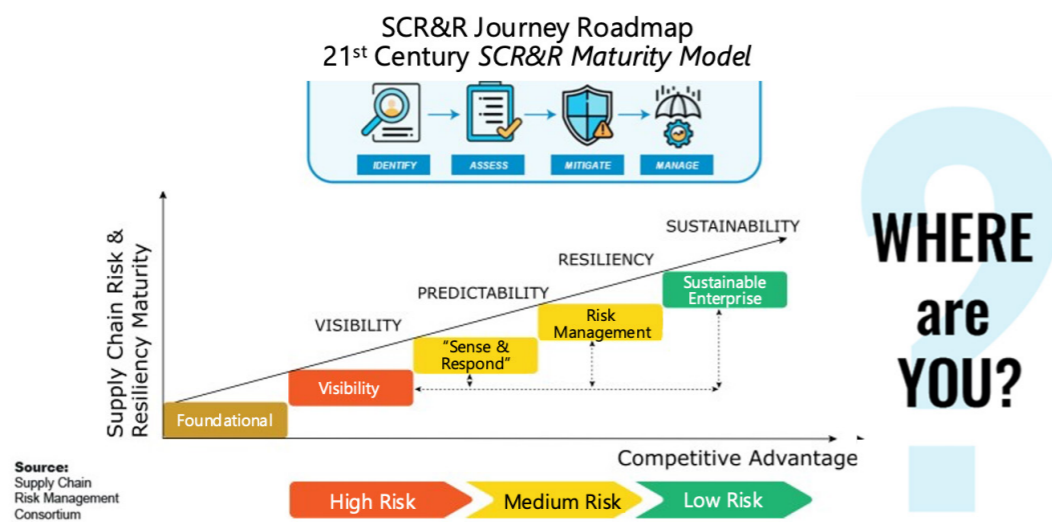 SCR&R Journey Roadmap
21st Century SCR&R Maturity Model
IDENTIFY
ASSESS
MITIGATE
MANAGE
Supply Chain Risk &
Resiliency Maturity
SUSTAINABILITY
RESILIENCY
PREDICTABILITY
VISIBILITY
Sustainable
Enterprise
Risk
Management
“Sense &
Respond”
Visibility
Foundational
Competitive Advantage
High Risk
Medium Risk
Low Risk
Source:
Supply Chain
Risk Management
Consortium
?
WHERE
are
YOU?